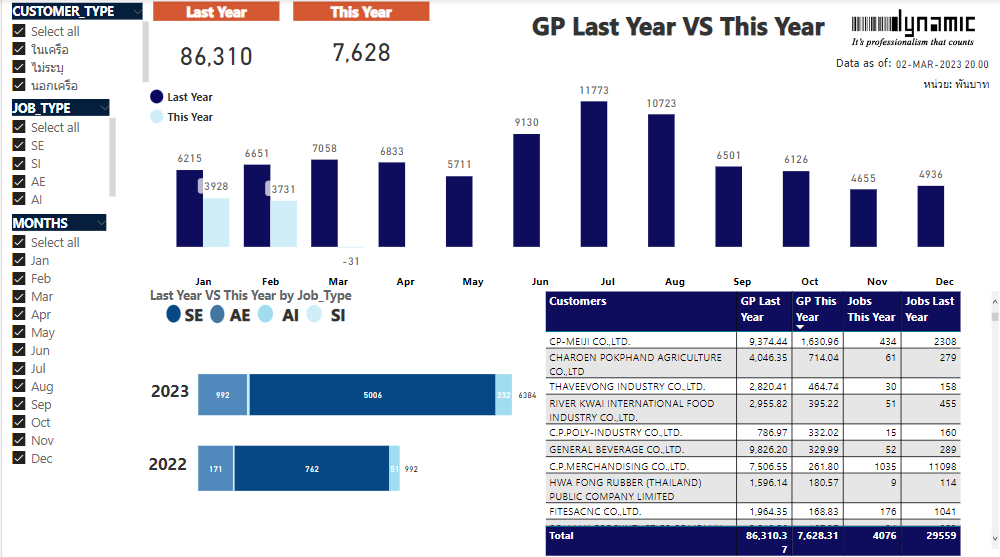 CUSTOMER_TYPE
Select all
ในเครือ
ไม่ระบุ
นอกเครือ
JOB_TYPE
Select all
SE
SI
AE
AI
MONTHS
Select all
Jan
Feb
Mar
Apr
May
Jun
Jul
Aug
Sep
Oct
Nov
Dec
Last Year
86,310
This Year
7,628
GP Last Year VS This Year
dynamic
It's professionalism that counts
Data as of: 02-MAR-2023 20.00
หน่วย: พันบาท
Last Year
This Year
6215
3928
6651
3731
7058
-31
6833
5711
9130
11773
10723
6501
6126
4655
4936
Jan Feb Mar Apr May Jun Jul Aug Sep Oct Nov Dec
Last Year VS This Year by Job_Type
SE AE AI SI
2023 992 5006 332 6384
2022 171 762 51 992
Customers GP Last Year GP This Year Jobs This Year Jobs Last Year
CP-MEIJI CO.,LTD. 9,374.44 1,630.96 434 2308
CHAROEN POKPHAND AGRICULTURE CO.,LTD 4,046.35 714.04 61 279
THAVEEVONG INDUSTRY CO.,LTD. 2,820.41 464.74 30 158
RIVER KWAI INTERNATIONAL FOOD INDUSTRY CO.,LTD. 2,955.82 395.22 51 455
C.P.POLY-INDUSTRY CO.,LTD. 786.97 332.02 15 160
GENERAL BEVERAGE CO.,LTD. 9,826.20 329.99 52 289
C.P.MERCHANDISING CO.,LTD. 7,506.55 261.80 1035 11098
HWA FONG RUBBER (THAILAND) PUBLIC COMPANY LIMITED 1,596.14 180.57 9 114
FITESACNC CO.,LTD. 1,964.35 168.83 176 1041
Total 86,310.37 7,628.31 4076 29559